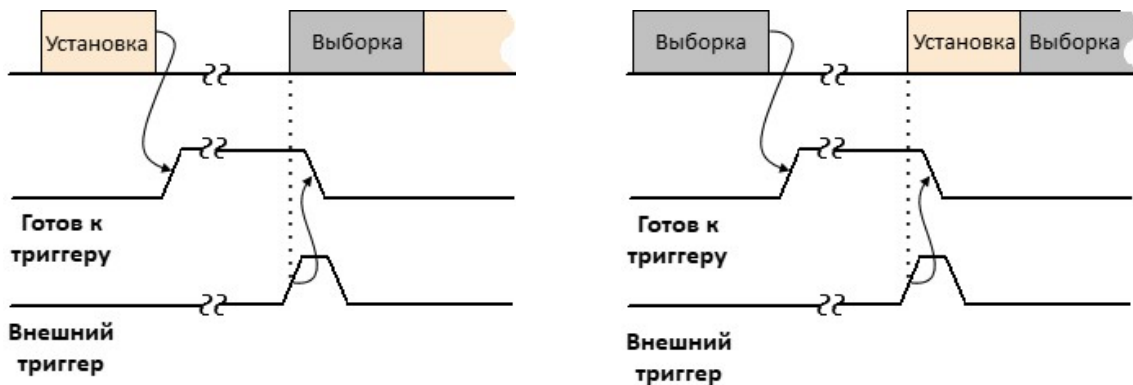 Установка
Выборка
Готов к
триггеру
Внешний
триггер
Выборка
Установка
Выборка
Готов к
триггеру
Внешний
триггер